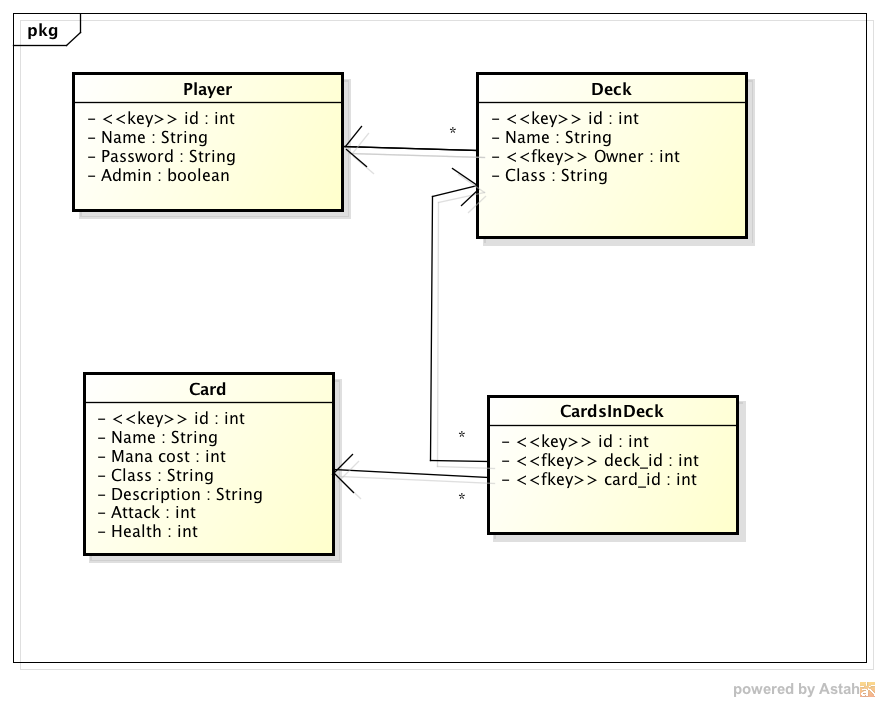 pkg
Player
- <<key>> id : int
- Name : String
- Password : String
- Admin : boolean
Deck
- <<key>> id : int
- Name : String
- <<fkey>> Owner : int
- Class : String
*
Card
- <<key>> id : int
- Name : String
- Mana cost : int
- Class : String
- Description : String
- Attack : int
- Health : int
CardsInDeck
- <<key>> id : int
- <<fkey>> deck_id : int
- <<fkey>> card_id : int
*
*
powered by Astah